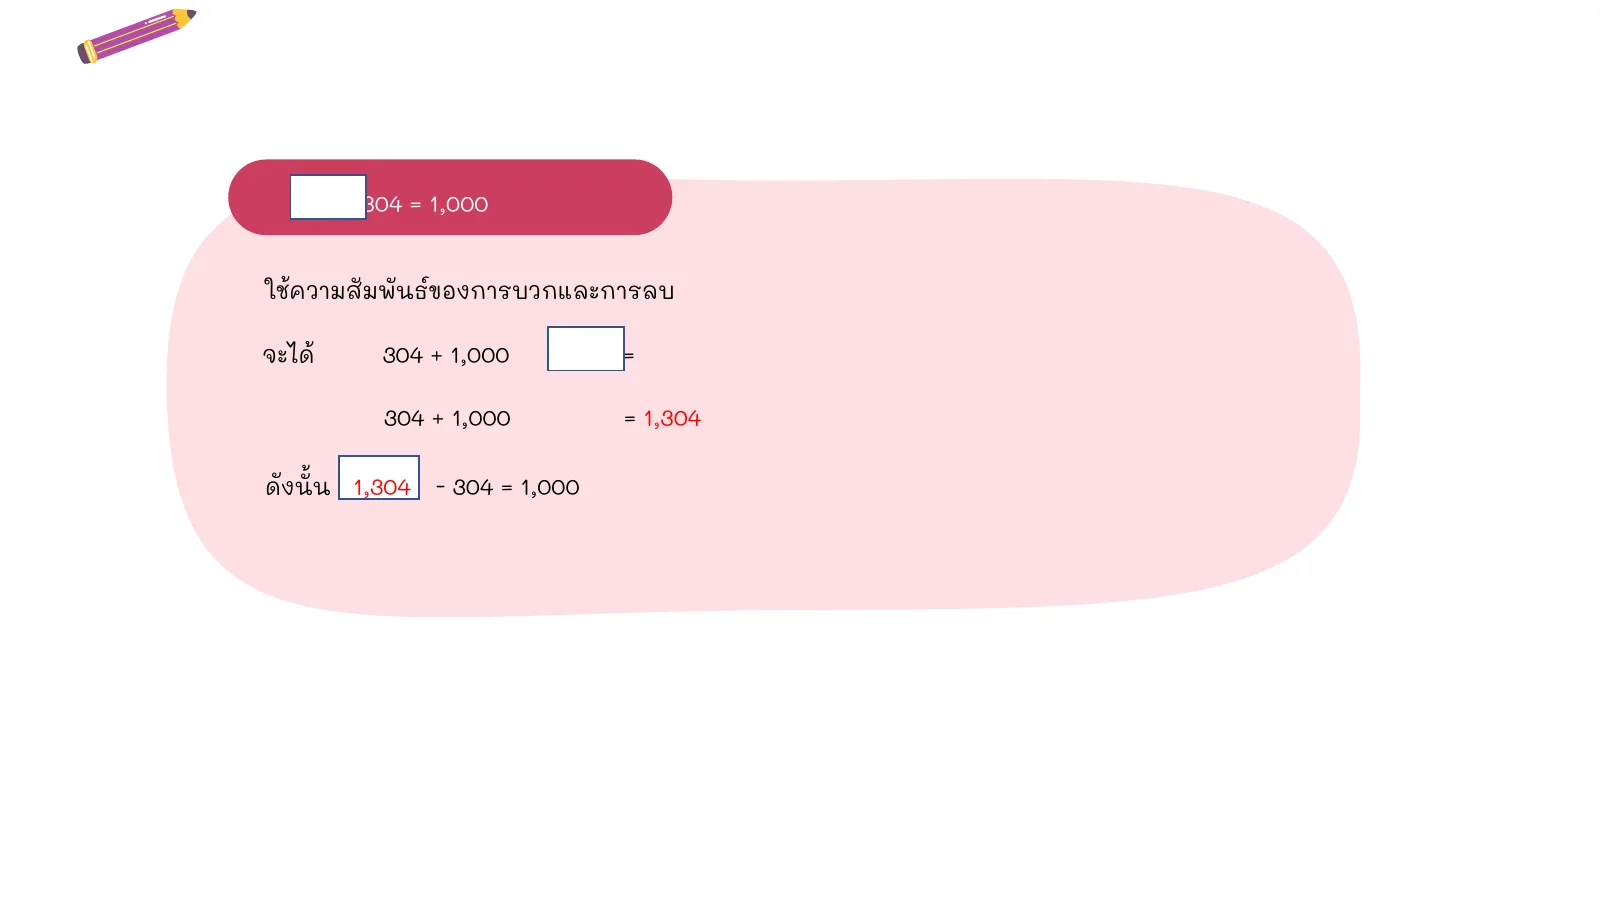 304 = 1,000
ใช้ความสัมพันธ์ของการบวกและการลบ
จะได้ 304 + 1,000 =
304 + 1,000 = 1,304
ดังนั้น 1,304 - 304 = 1,000